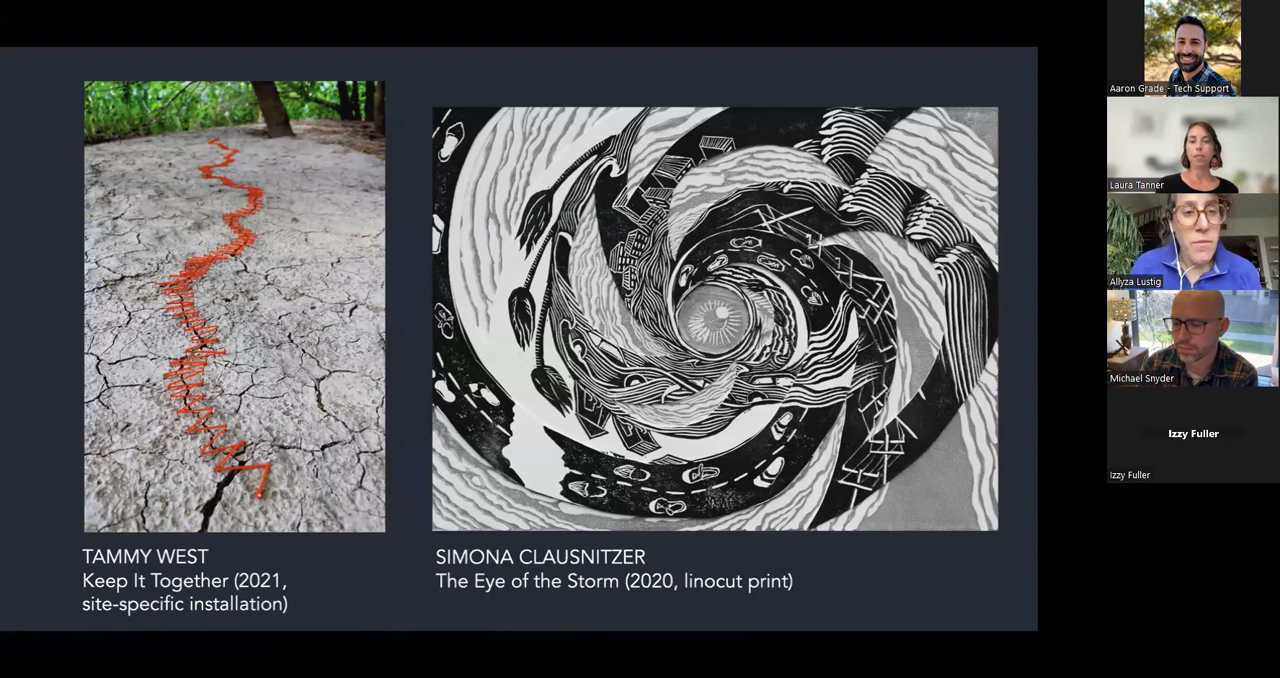 TAMMY WEST
Keep It Together (2021,
site-specific installation)
SIMONA CLAUSNITZER
The Eye of the Storm (2020, linocut print)
Aaron Grade - Tech Support
Laura Tanner
Allyza Lustig
Michael Snyder
Izzy Fuller
Izzy Fuller